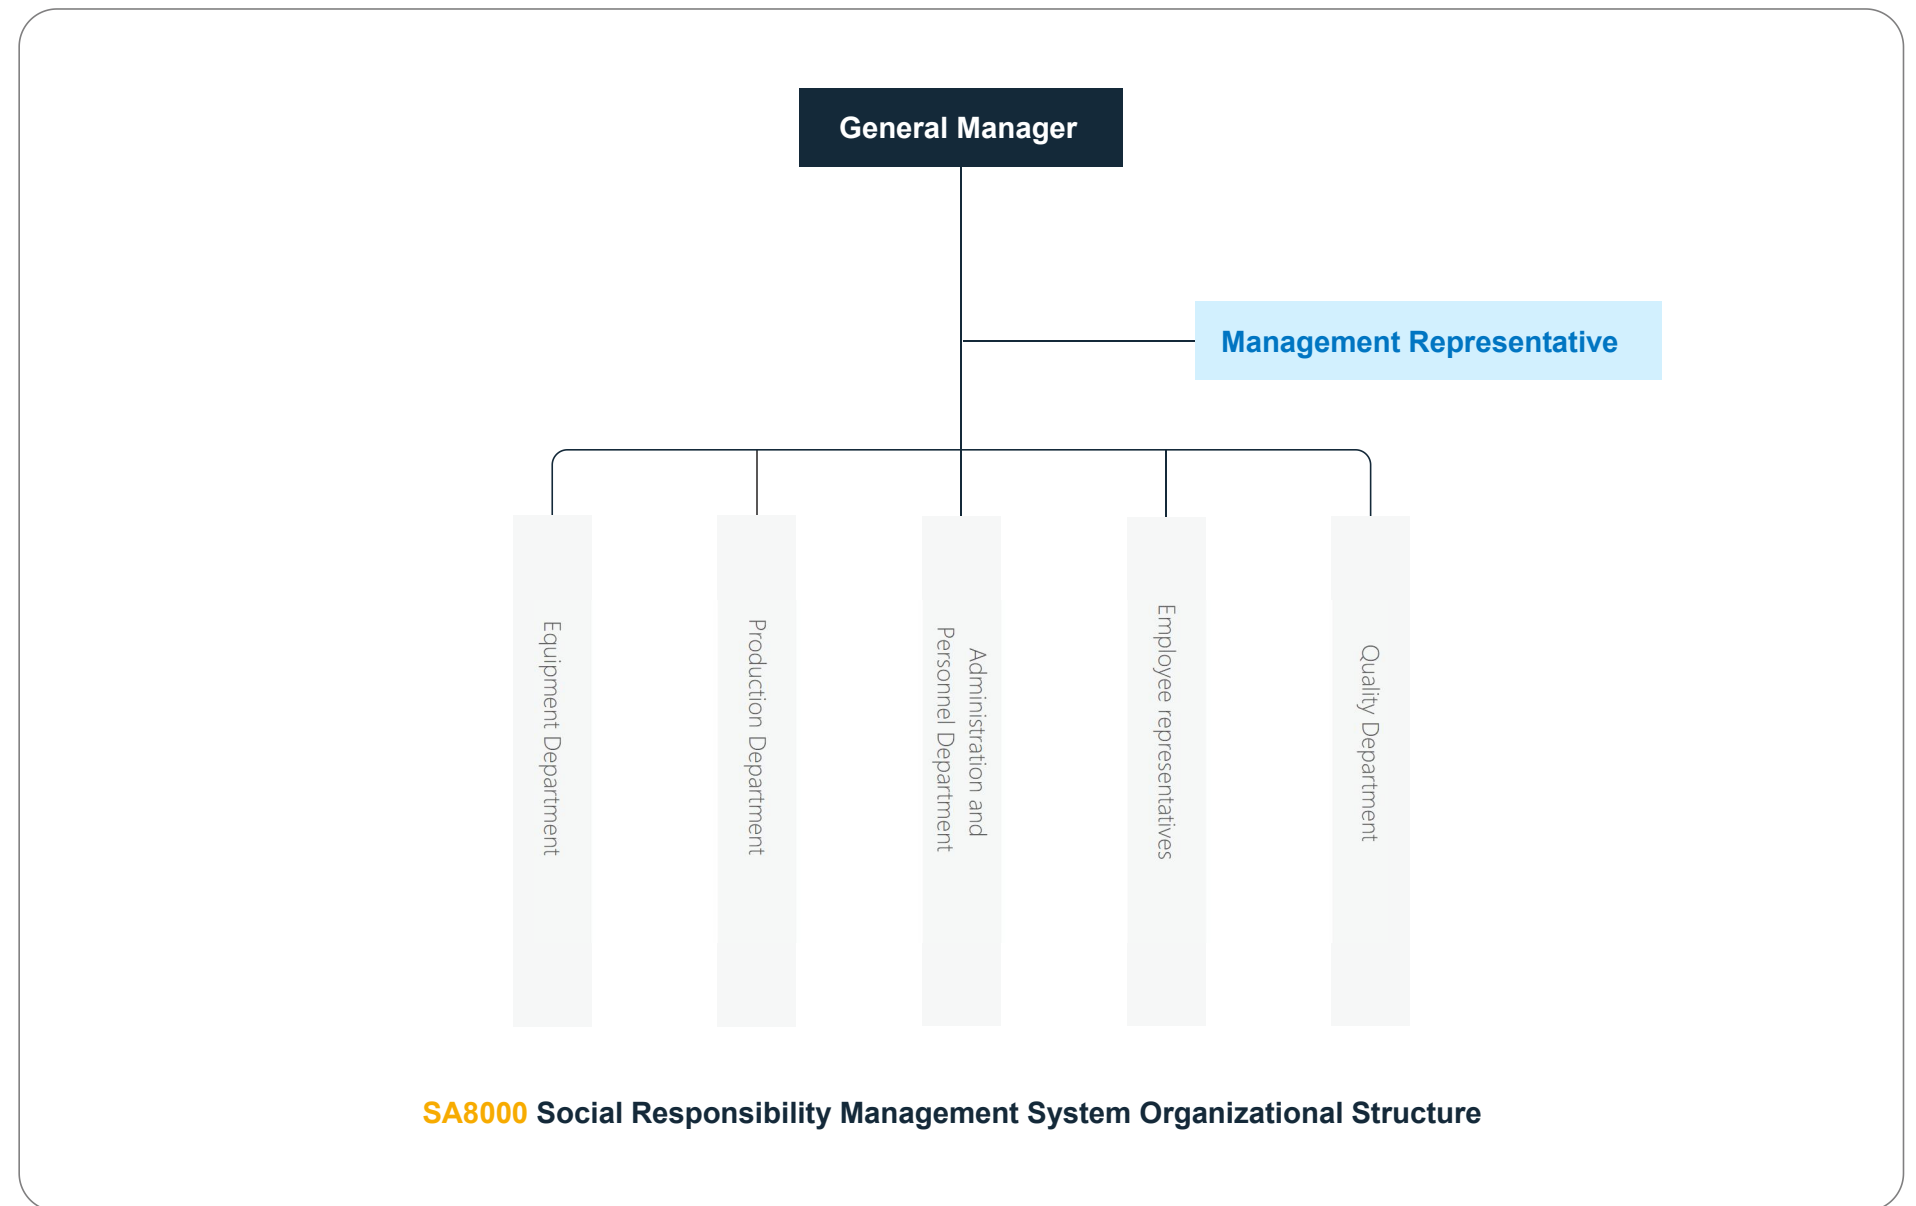 General Manager
Management Representative
Equipment Department
Production Department
Administration and
Personnel Department
Employee representatives
Quality Department
SA8000 Social Responsibility Management System Organizational Structure